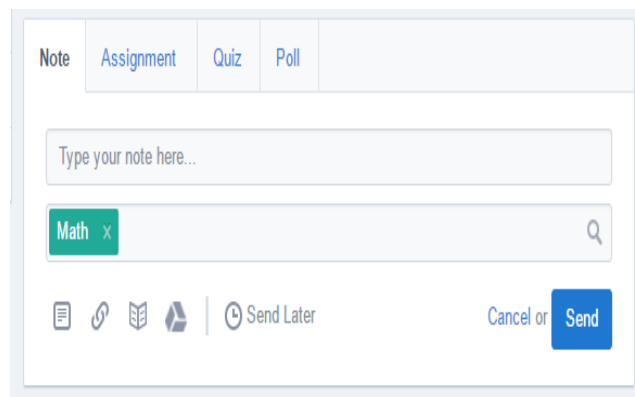 Note Assignment Quiz Poll
Type your note here...
Math ×
Send Later Cancel or Send